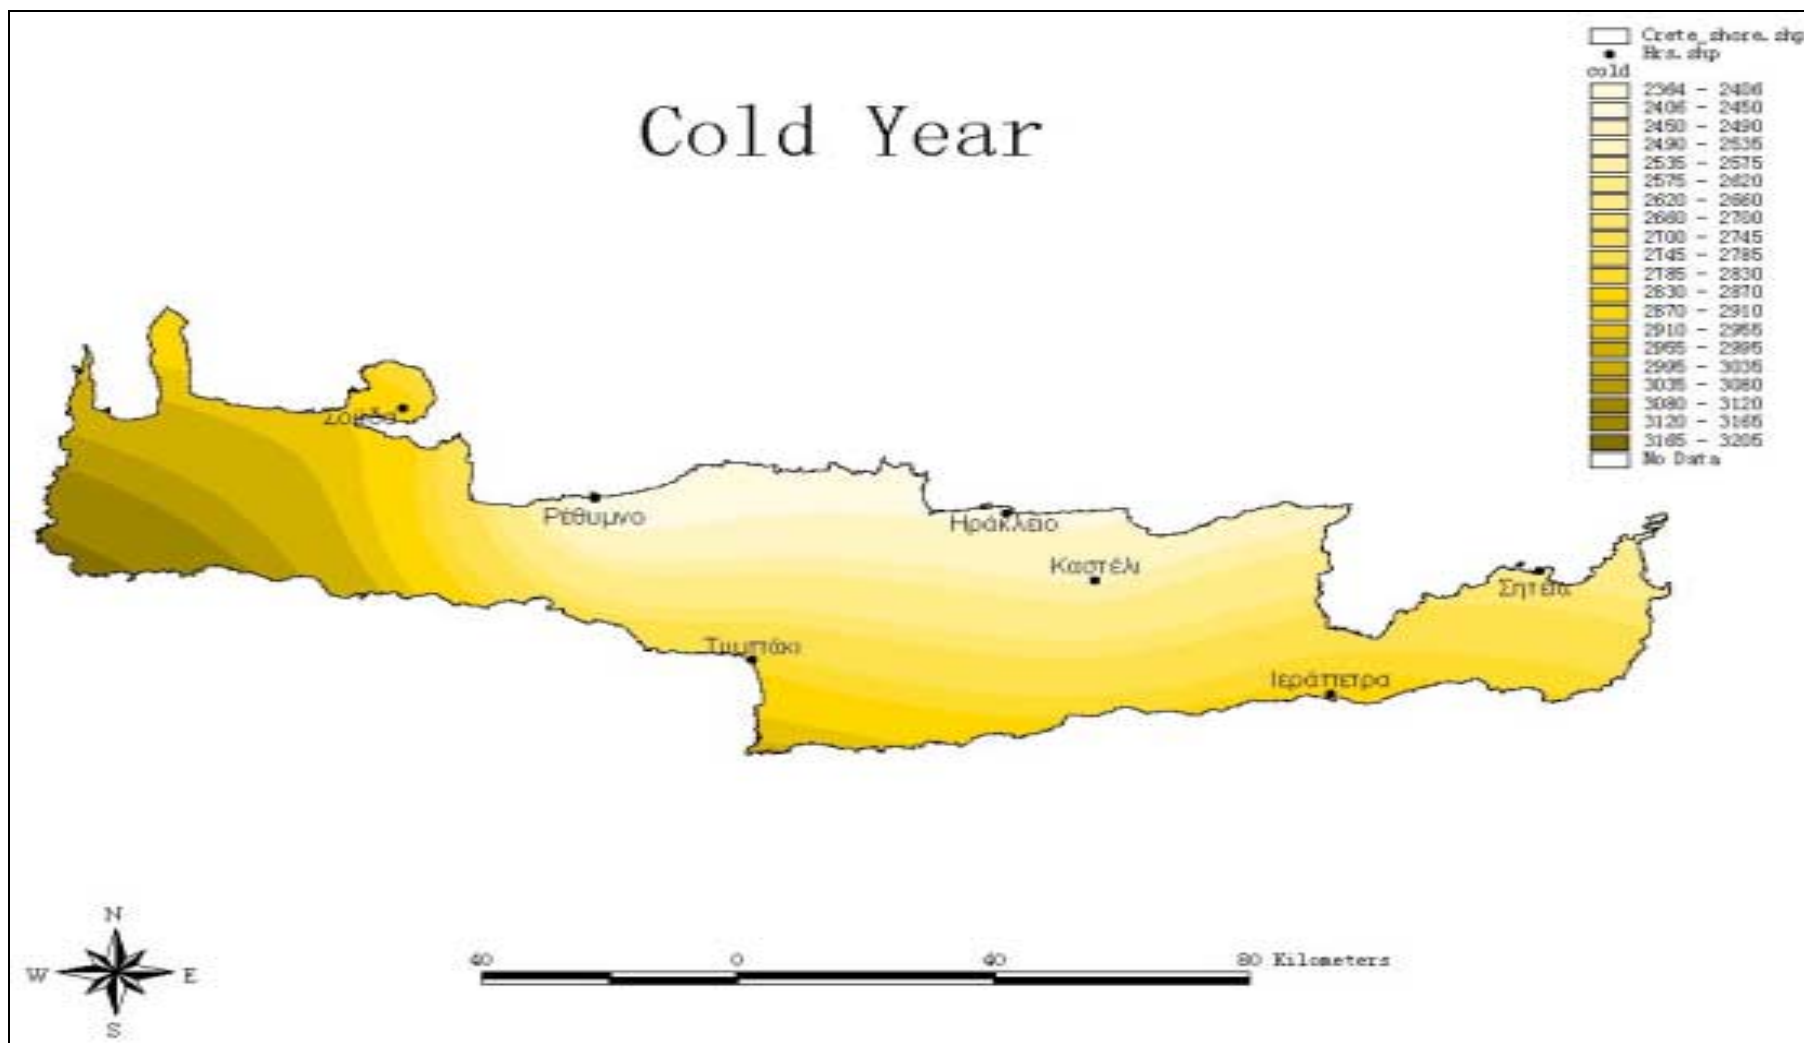 Crete_shore.shp
Hrs.shp
cold
2364 - 2406
2406 - 2450
2450 - 2490
2490 - 2535
2535 - 2575
2575 - 2620
2620 - 2660
2660 - 2700
2700 - 2745
2745 - 2785
2785 - 2830
2830 - 2870
2870 - 2910
2910 - 2955
2955 - 2995
2995 - 3035
3035 - 3080
3080 - 3120
3120 - 3165
3165 - 3205
No Data
Cold Year
Σούδα
Ρέθυμνο
Ηράκλειο
Καστέλι
Σητεία
Τυμπάκι
Ιεράπετρα
N
W E
S
40 0 40 80 Kilometers